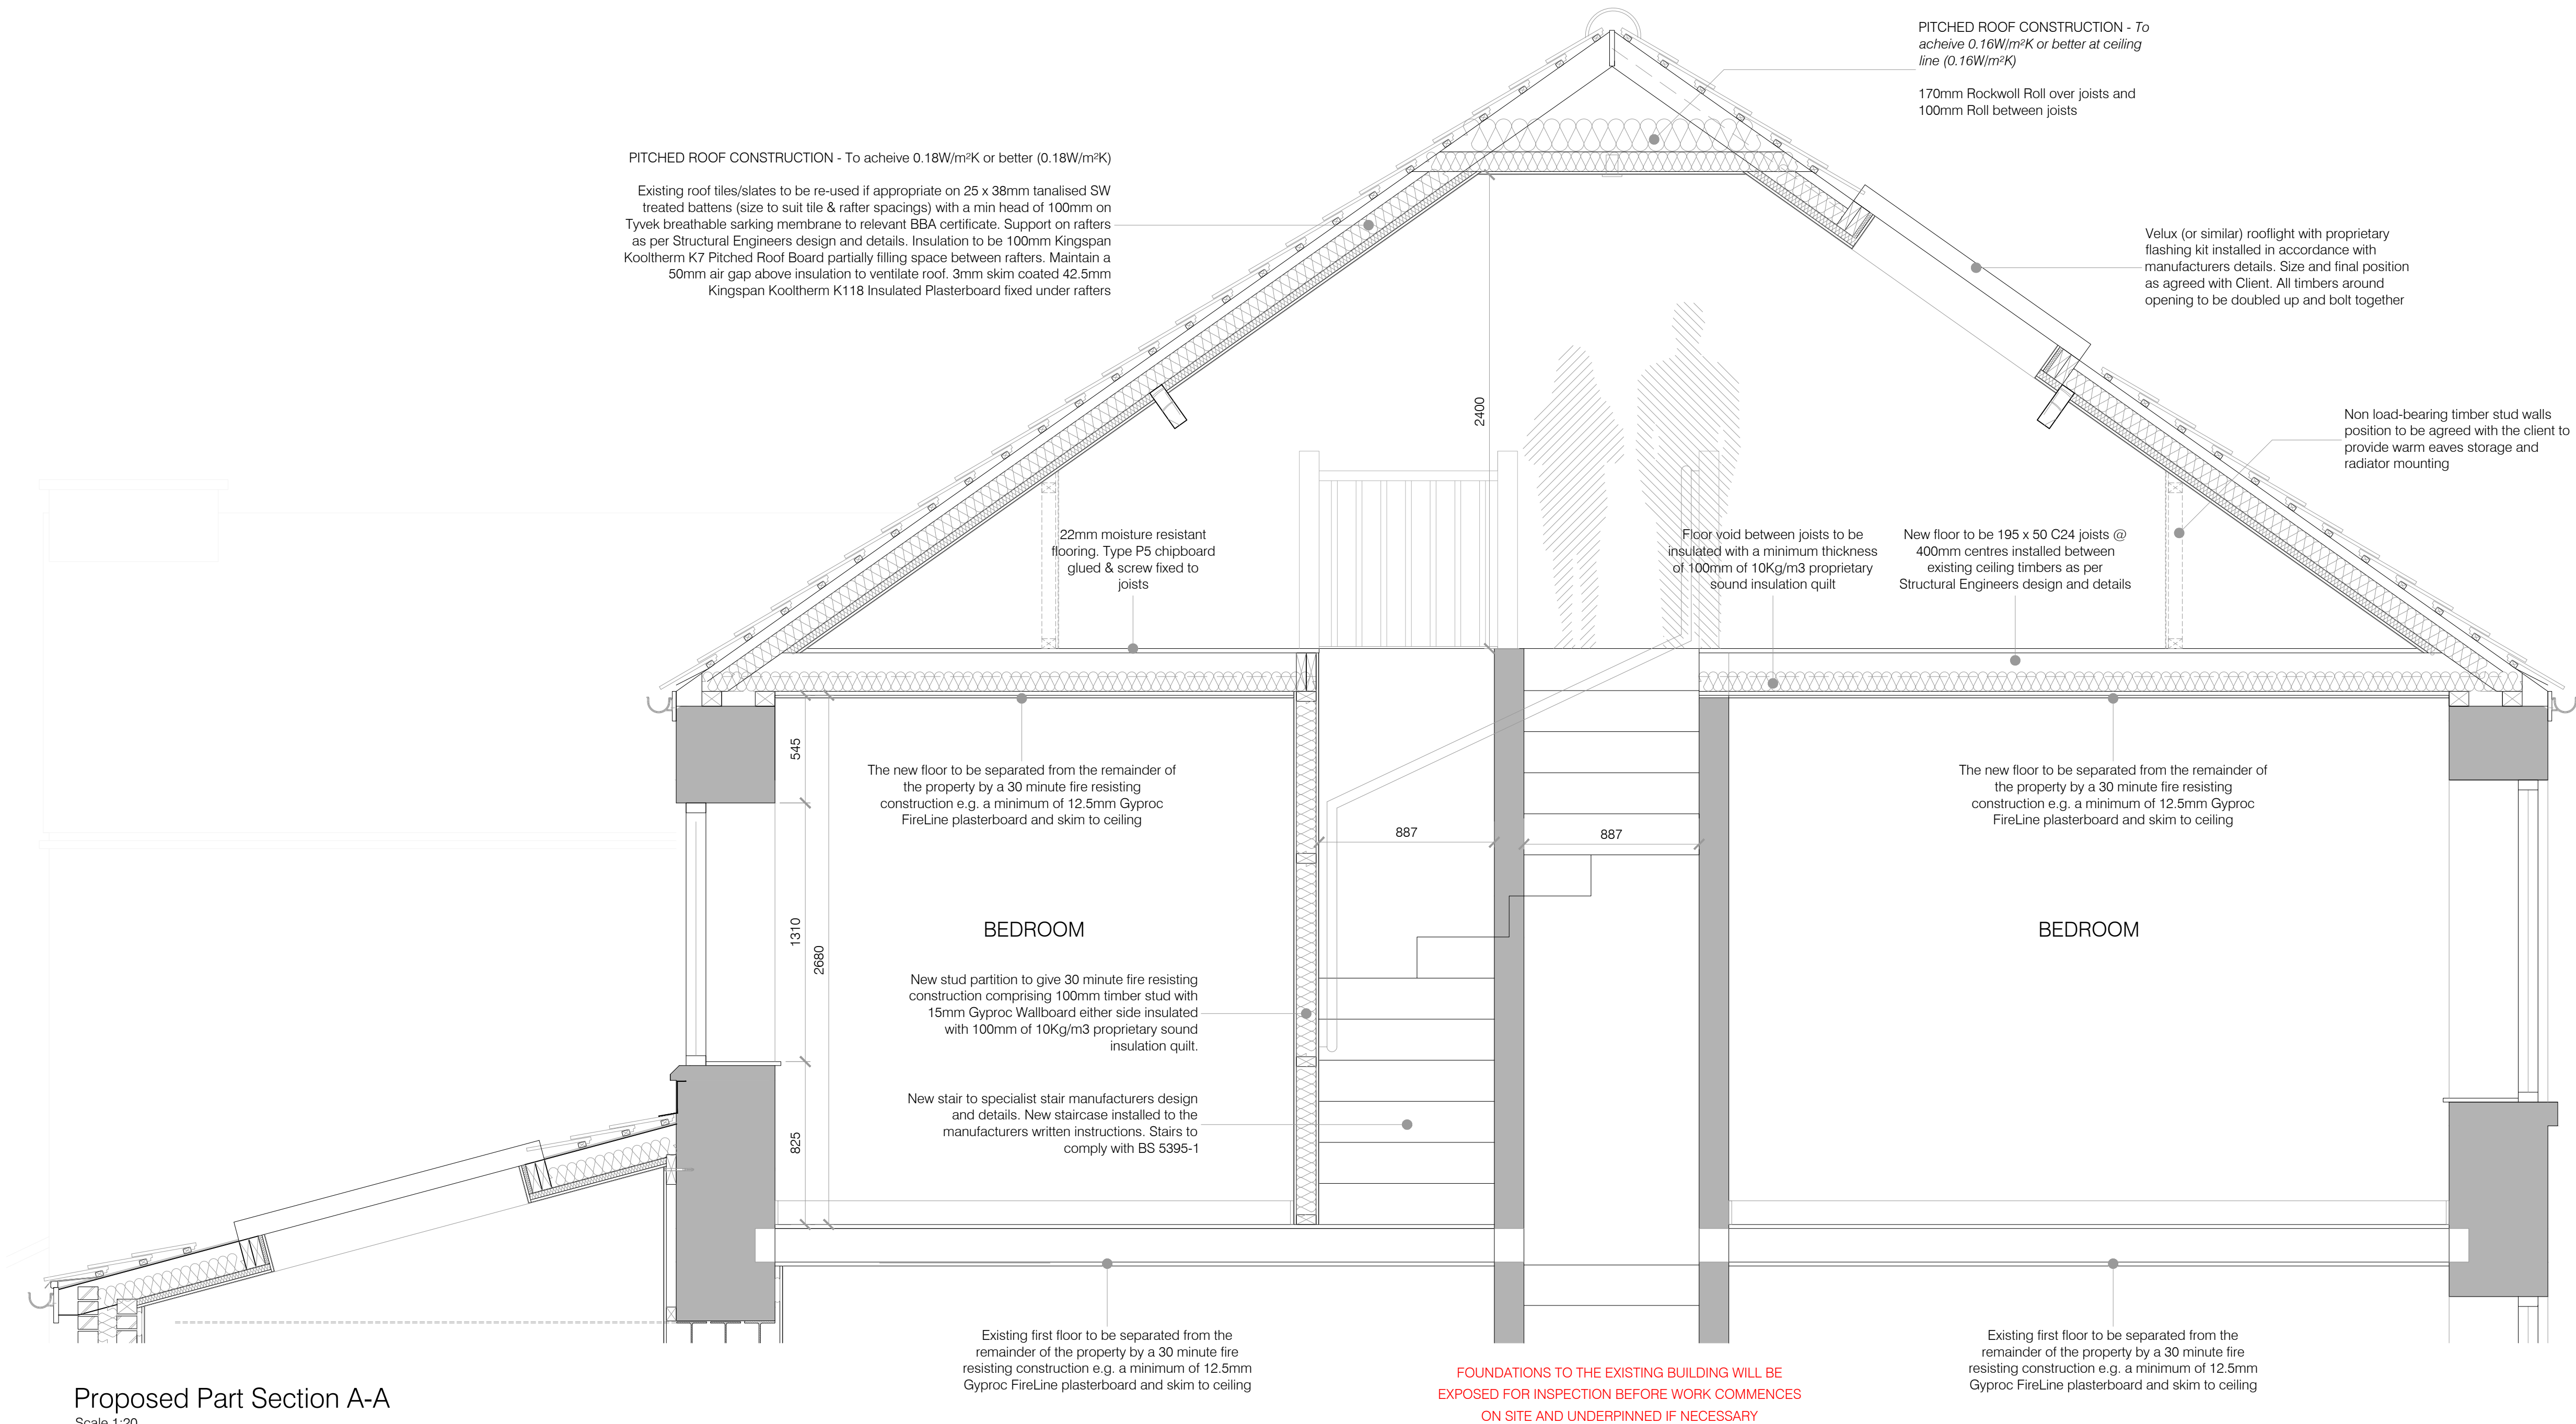 PITCHED ROOF CONSTRUCTION - To
acheive 0.16W/m²K or better at ceiling
line (0.16W/m²K)
170mm Rockwoll Roll over joists and
100mm Roll between joists
PITCHED ROOF CONSTRUCTION - To acheive 0.18W/m²K or better (0.18W/m²K)
Existing roof tiles/slates to be re-used if appropriate on 25 x 38mm tanalised SW
treated battens (size to suit tile & rafter spacings) with a min head of 100mm on
Tyvek breathable sarking membrane to relevant BBA certificate. Support on rafters
as per Structural Engineers design and details. Insulation to be 100mm Kingspan
Kooltherm K7 Pitched Roof Board partially filling space between rafters. Maintain a
50mm air gap above insulation to ventilate roof. 3mm skim coated 42.5mm
Kingspan Kooltherm K118 Insulated Plasterboard fixed under rafters
Velux (or similar) rooflight with proprietary
flashing kit installed in accordance with
manufacturers details. Size and final position
as agreed with Client. All timbers around
opening to be doubled up and bolt together
2400
Non load-bearing timber stud walls
position to be agreed with the client to
provide warm eaves storage and
radiator mounting
22mm moisture resistant
flooring. Type P5 chipboard
glued & screw fixed to
joists
Floor void between joists to be
insulated with a minimum thickness
of 100mm of 10Kg/m3 proprietary
sound insulation quilt
New floor to be 195 x 50 C24 joists @
400mm centres installed between
existing ceiling timbers as per
Structural Engineers design and details
545
The new floor to be separated from the remainder of
the property by a 30 minute fire resisting
construction e.g. a minimum of 12.5mm Gyproc
FireLine plasterboard and skim to ceiling
The new floor to be separated from the remainder of
the property by a 30 minute fire resisting
construction e.g. a minimum of 12.5mm Gyproc
FireLine plasterboard and skim to ceiling
887
887
1310
2680
BEDROOM
BEDROOM
New stud partition to give 30 minute fire resisting
construction comprising 100mm timber stud with
15mm Gyproc Wallboard either side insulated
with 100mm of 10Kg/m3 proprietary sound
insulation quilt.
New stair to specialist stair manufacturers design
and details. New staircase installed to the
manufacturers written instructions. Stairs to
comply with BS 5395-1
825
Existing first floor to be separated from the
remainder of the property by a 30 minute fire
resisting construction e.g. a minimum of 12.5mm
Gyproc FireLine plasterboard and skim to ceiling
Existing first floor to be separated from the
remainder of the property by a 30 minute fire
resisting construction e.g. a minimum of 12.5mm
Gyproc FireLine plasterboard and skim to ceiling
FOUNDATIONS TO THE EXISTING BUILDING WILL BE
EXPOSED FOR INSPECTION BEFORE WORK COMMENCES
ON SITE AND UNDERPINNED IF NECESSARY
Proposed Part Section A-A
Scale 1:20